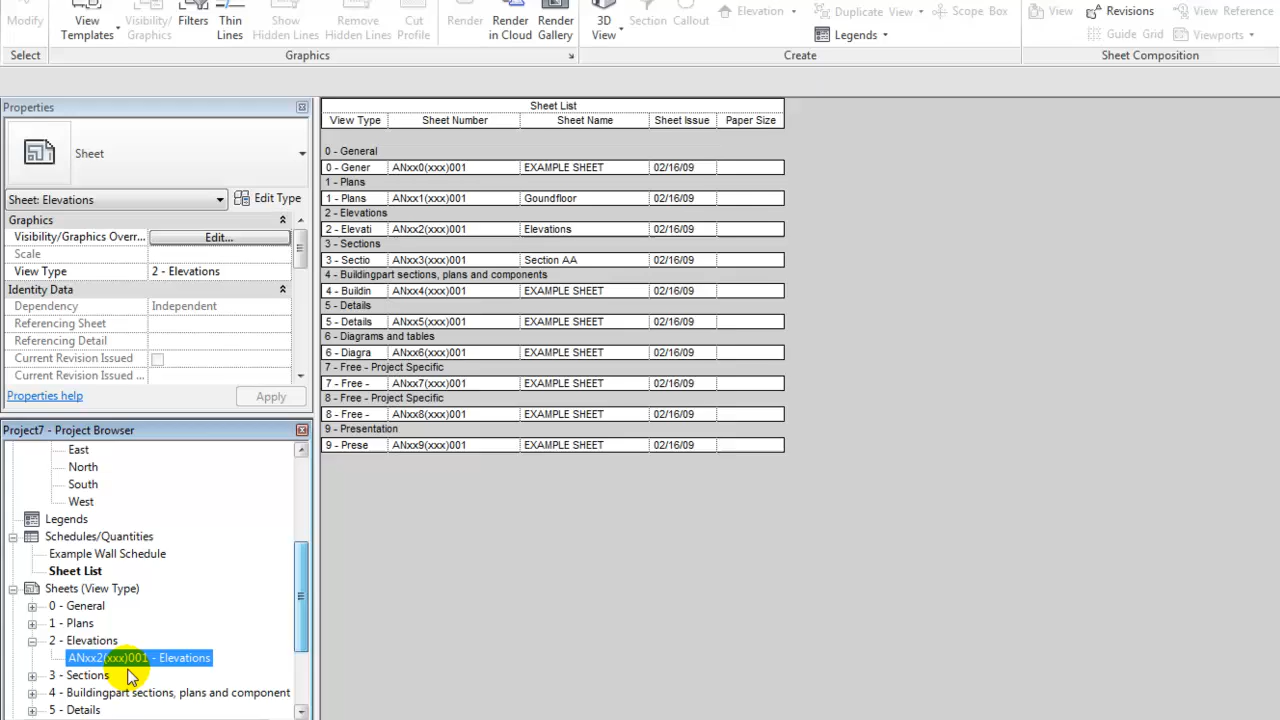 Modify
View
Templates
Visibility/
Graphics
Filters
Thin
Lines
Show
Hidden Lines
Remove
Hidden Lines
Cut
Profile
Render
Render
in Cloud
Render
Gallery
3D
View
Section
Callout
Elevation
Duplicate View
Legends
Scope Box
View
Revisions
Guide Grid
View Reference
Viewports
Select
Graphics
Create
Sheet Composition
Properties
Sheet
Sheet: Elevations
Edit Type
Graphics
Visibility/Graphics Overr... Edit...
Scale
View Type 2 - Elevations
Identity Data
Dependency Independent
Referencing Sheet
Referencing Detail
Current Revision Issued
Current Revision Issued ...
Properties help
Apply
Project7 - Project Browser
East
North
South
West
Legends
Schedules/Quantities
Example Wall Schedule
Sheet List
Sheets (View Type)
0 - General
1 - Plans
2 - Elevations
ANxx2(xxx)001 - Elevations
3 - Sections
4 - Buildingpart sections, plans and component
5 - Details
Sheet List
View Type Sheet Number Sheet Name Sheet Issue Paper Size
0 - General
0 - Gener ANxx0(xxx)001 EXAMPLE SHEET 02/16/09
1 - Plans
1 - Plans ANxx1(xxx)001 Goundfloor 02/16/09
2 - Elevations
2 - Elevati ANxx2(xxx)001 Elevations 02/16/09
3 - Sections
3 - Sectio ANxx3(xxx)001 Section AA 02/16/09
4 - Buildingpart sections, plans and components
4 - Buildin ANxx4(xxx)001 EXAMPLE SHEET 02/16/09
5 - Details
5 - Details ANxx5(xxx)001 EXAMPLE SHEET 02/16/09
6 - Diagrams and tables
6 - Diagra ANxx6(xxx)001 EXAMPLE SHEET 02/16/09
7 - Free - Project Specific
7 - Free - ANxx7(xxx)001 EXAMPLE SHEET 02/16/09
8 - Free - Project Specific
8 - Free - ANxx8(xxx)001 EXAMPLE SHEET 02/16/09
9 - Presentation
9 - Prese ANxx9(xxx)001 EXAMPLE SHEET 02/16/09